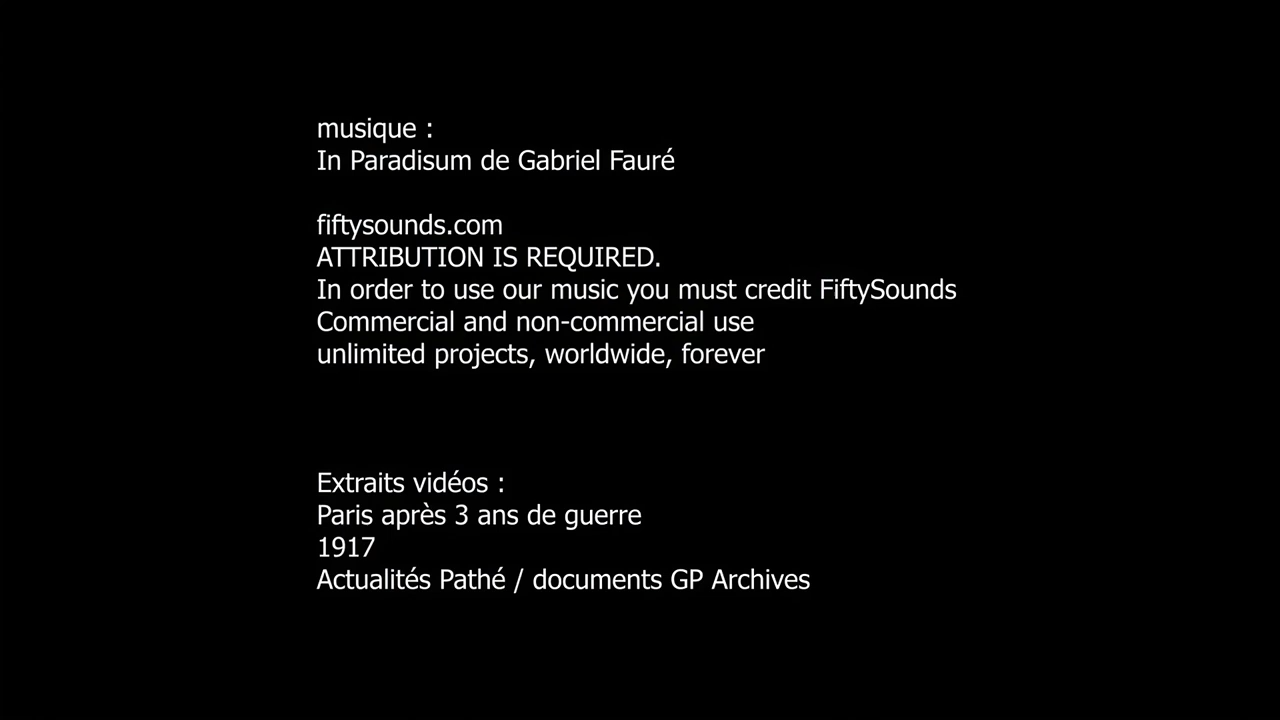 musique :
In Paradisum de Gabriel Fauré
fiftysounds.com
ATTRIBUTION IS REQUIRED.
In order to use our music you must credit FiftySounds
Commercial and non-commercial use
unlimited projects, worldwide, forever
Extraits vidéos :
Paris après 3 ans de guerre
1917
Actualités Pathé / documents GP Archives